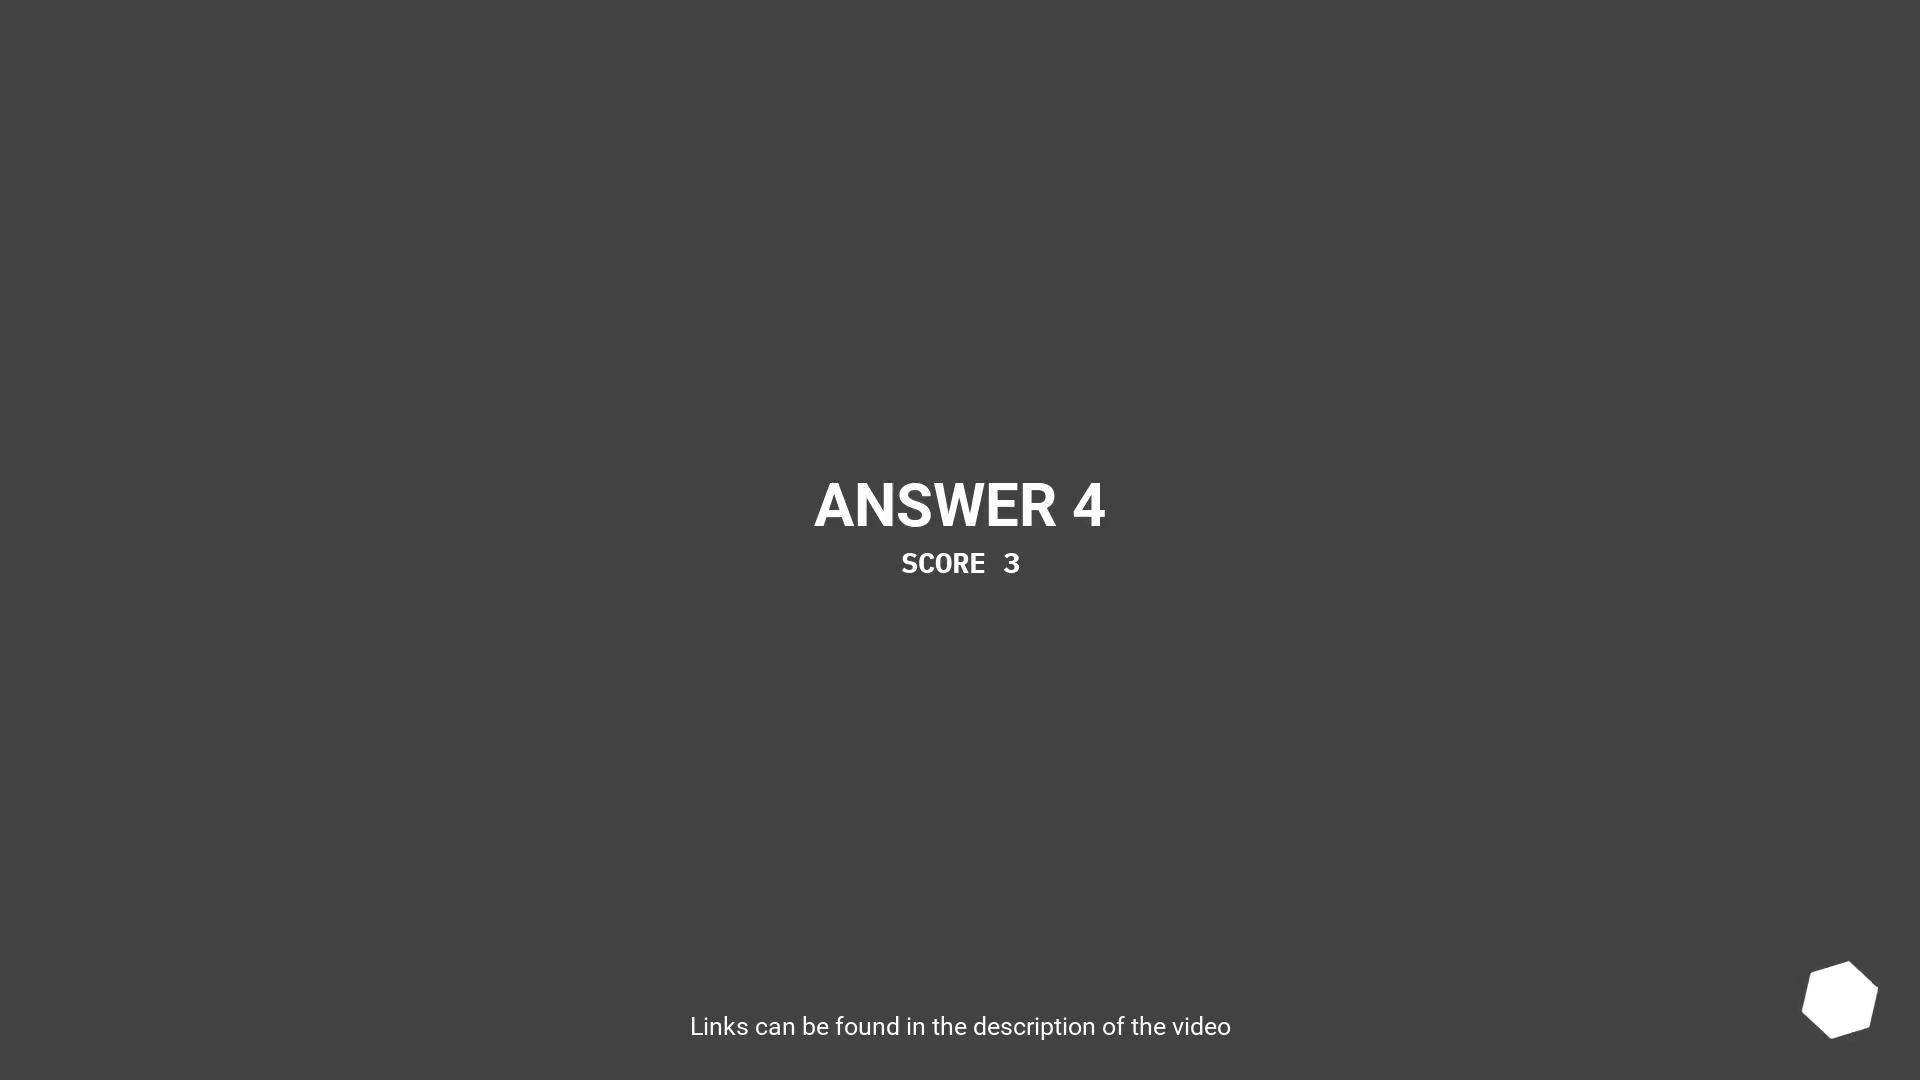 ANSWER 4
SCORE 3
Links can be found in the description of the video